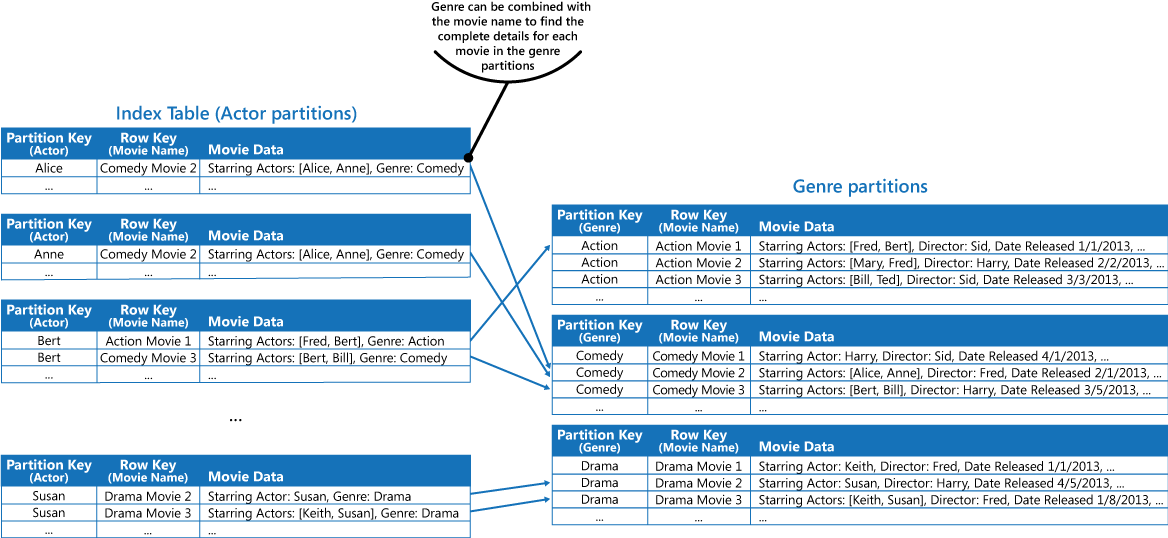 Genre can be combined with
the movie name to find the
complete details for each
movie in the genre
partitions
Index Table (Actor partitions)
Partition Key (Actor) Row Key (Movie Name) Movie Data
Alice Comedy Movie 2 Starring Actors: [Alice, Anne], Genre: Comedy
... ... ...
Partition Key (Actor) Row Key (Movie Name) Movie Data
Anne Comedy Movie 2 Starring Actors: [Alice, Anne], Genre: Comedy
... ... ...
Partition Key (Actor) Row Key (Movie Name) Movie Data
Bert Action Movie 1 Starring Actors: [Fred, Bert], Genre: Action
Bert Comedy Movie 3 Starring Actors: [Bert, Bill], Genre: Comedy
... ... ...
...
Partition Key (Actor) Row Key (Movie Name) Movie Data
Susan Drama Movie 2 Starring Actor: Susan, Genre: Drama
Susan Drama Movie 3 Starring Actors: [Keith, Susan], Genre: Drama
... ... ...
Genre partitions
Partition Key (Genre) Row Key (Movie Name) Movie Data
Action Action Movie 1 Starring Actors: [Fred, Bert], Director: Sid, Date Released 1/1/2013, ...
Action Action Movie 2 Starring Actors: [Mary, Fred], Director: Harry, Date Released 2/2/2013, ...
Action Action Movie 3 Starring Actors: [Bill, Ted], Director: Sid, Date Released 3/3/2013, ...
... ... ...
Partition Key (Genre) Row Key (Movie Name) Movie Data
Comedy Comedy Movie 1 Starring Actor: Harry, Director: Sid, Date Released 4/1/2013, ...
Comedy Comedy Movie 2 Starring Actors: [Alice, Anne], Director: Fred, Date Released 2/1/2013, ...
Comedy Comedy Movie 3 Starring Actors: [Bert, Bill], Director: Harry, Date Released 3/5/2013, ...
... ... ...
Partition Key (Genre) Row Key (Movie Name) Movie Data
Drama Drama Movie 1 Starring Actor: Keith, Director: Fred, Date Released 1/1/2013, ...
Drama Drama Movie 2 Starring Actor: Susan, Director: Harry, Date Released 4/5/2013, ...
Drama Drama Movie 3 Starring Actors: [Keith, Susan], Director: Fred, Date Released 1/8/2013, ...
... ... ...